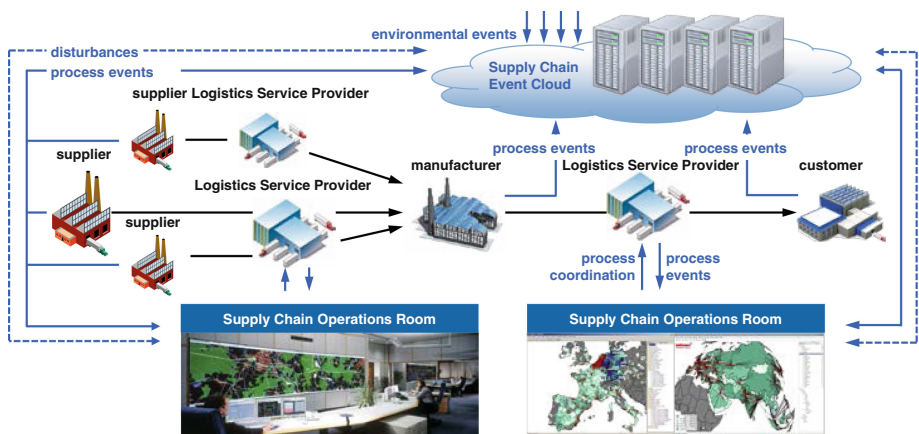 environmental events
disturbances
process events
Supply Chain
Event Cloud
supplier Logistics Service Provider
process events
process events
supplier
manufacturer
Logistics Service Provider
customer
Logistics Service Provider
supplier
process
coordination
process
events
Supply Chain Operations Room
Supply Chain Operations Room